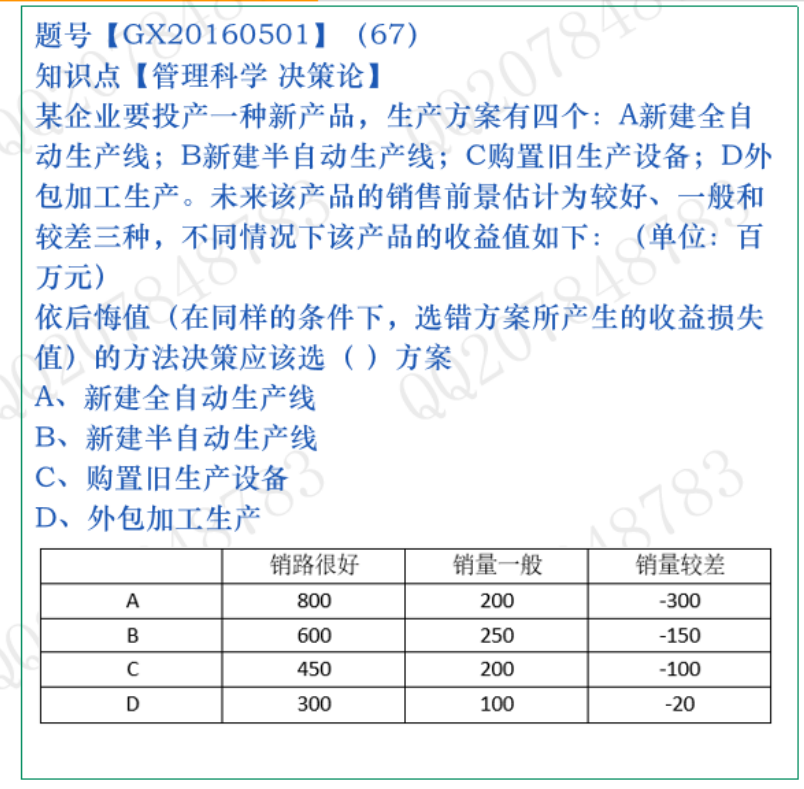 题号【GX20160501】（67）
知识点【管理科学 决策论】
某企业要投产一种新产品，生产方案有四个：A新建全自
动生产线；B新建半自动生产线；C购置旧生产设备；D外
包加工生产。未来该产品的销售前景估计为较好、一般和
较差三种，不同情况下该产品的收益值如下：（单位：百
万元）
依后悔值（在同样的条件下，选错方案所产生的收益损失
值）的方法决策应该选（ ）方案
A、新建全自动生产线
B、新建半自动生产线
C、购置旧生产设备
D、外包加工生产
销路很好 销量一般 销量较差
A 800 200 -300
B 600 250 -150
C 450 200 -100
D 300 100 -20
QQ207848783